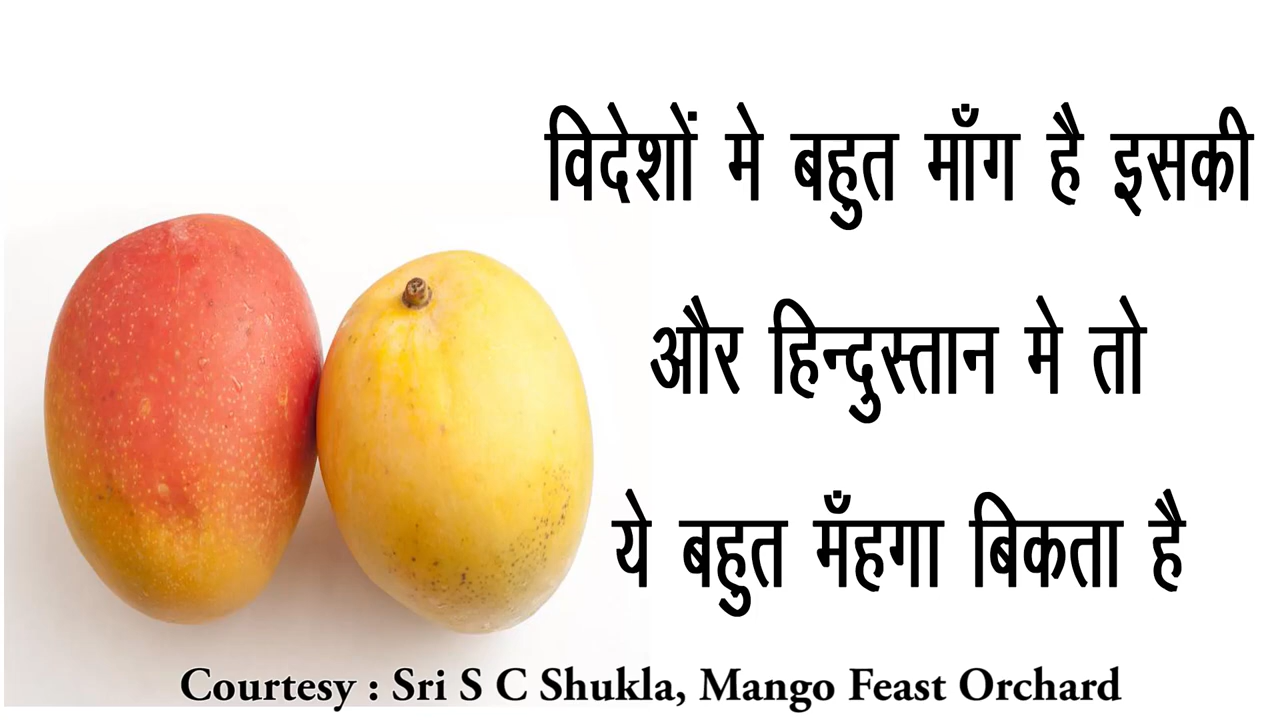 विदेशों मे बहुत माँग है इसकी
और हिन्दुस्तान मे तो
ये बहुत मँहगा बिकता है
Courtesy : Sri S C Shukla, Mango Feast Orchard